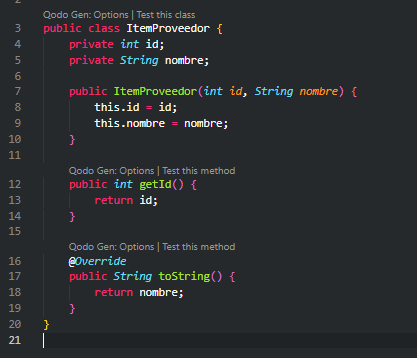 2
Qodo Gen: Options | Test this class
3 public class ItemProveedor {
4     private int id;
5     private String nombre;
6
7     public ItemProveedor(int id, String nombre) {
8         this.id = id;
9         this.nombre = nombre;
10     }
11
Qodo Gen: Options | Test this method
12     public int getId() {
13         return id;
14     }
15
Qodo Gen: Options | Test this method
16     @Override
17     public String toString() {
18         return nombre;
19     }
20 }
21